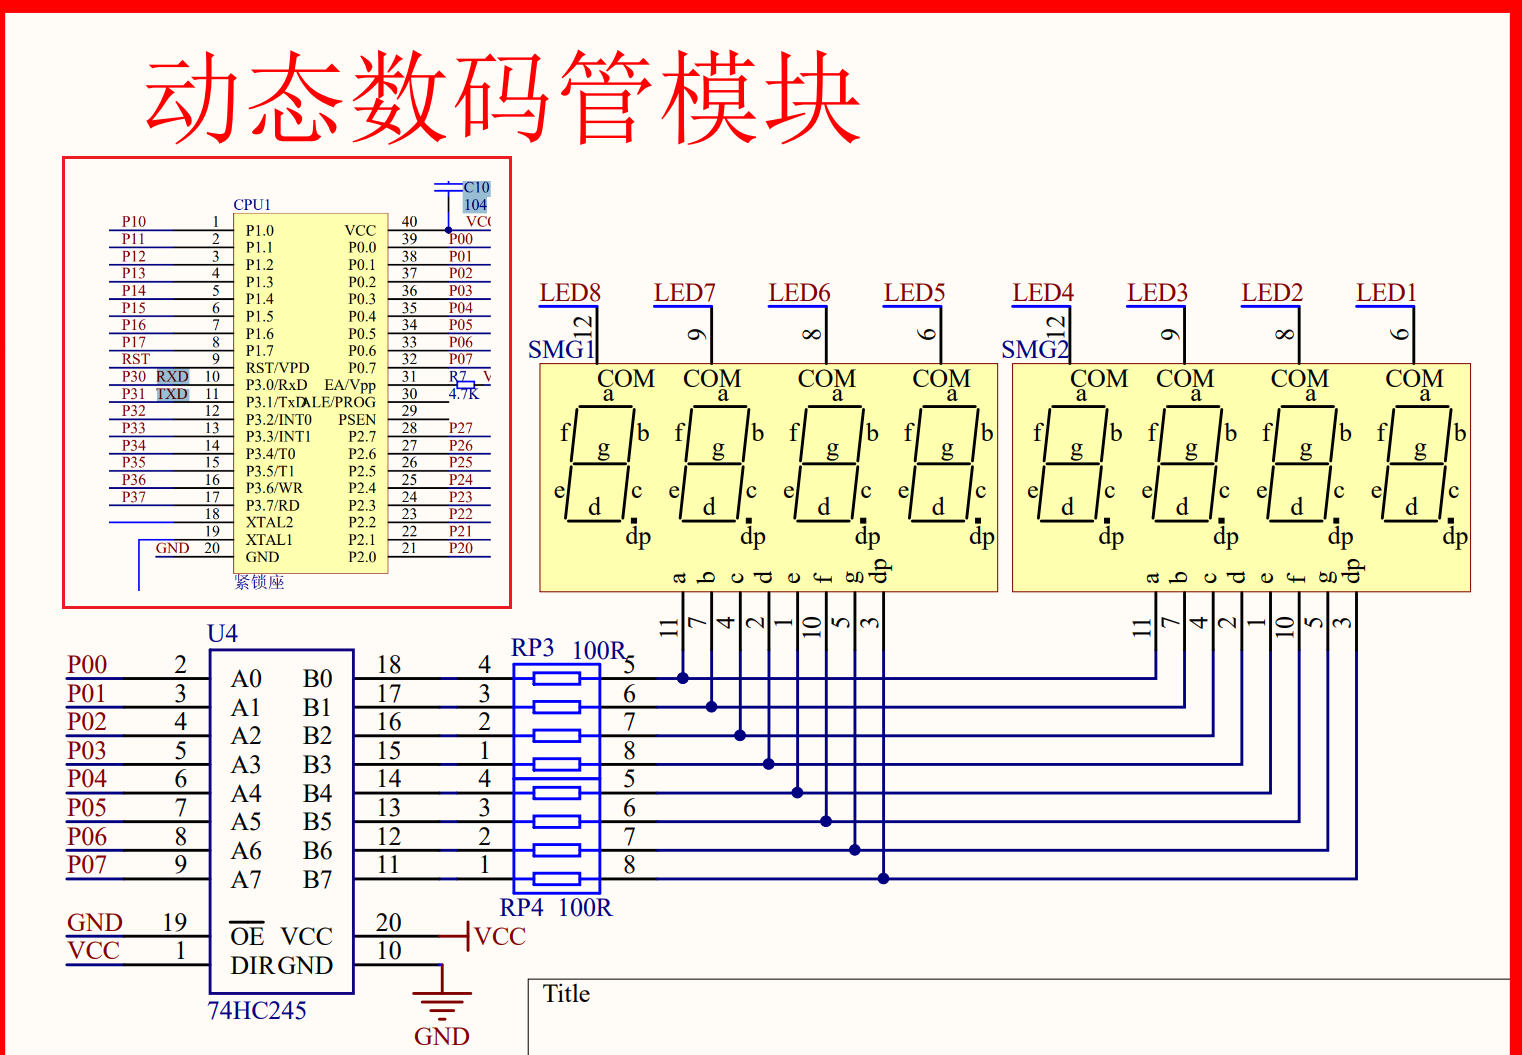 动态数码管模块
C10
104
CPU1
P10 1 P1.0 VCC 40 VCC
P11 2 P1.1 P0.0 39 P00
P12 3 P1.2 P0.1 38 P01
P13 4 P1.3 P0.2 37 P02
P14 5 P1.4 P0.3 36 P03
P15 6 P1.5 P0.4 35 P04
P16 7 P1.6 P0.5 34 P05
P17 8 P1.7 P0.6 33 P06
RST 9 RST/VPD P0.7 32 P07
P30 RXD 10 P3.0/RxD EA/Vpp 31 R7 V
P31 TXD 11 P3.1/TxD ALE/PROG 30 4.7K
P32 12 P3.2/INT0 PSEN 29
P33 13 P3.3/INT1 P2.7 28 P27
P34 14 P3.4/T0 P2.6 27 P26
P35 15 P3.5/T1 P2.5 26 P25
P36 16 P3.6/WR P2.4 25 P24
P37 17 P3.7/RD P2.3 24 P23
18 XTAL2 P2.2 23 P22
19 XTAL1 P2.1 22 P21
GND 20 GND P2.0 21 P20
紧锁座
LED8 LED7 LED6 LED5 LED4 LED3 LED2 LED1
12 9 8 6 12 9 8 6
SMG1 SMG2
COM COM COM COM COM COM COM COM
a a a a a a a a
f b f b f b f b f b f b f b f b
g g g g g g g g
e c e c e c e c e c e c e c e c
d d d d d d d d
dp dp dp dp dp dp dp dp
a b c d e f g dp a b c d e f g dp
11 7 4 2 1 10 5 3 11 7 4 2 1 10 5 3
U4
RP3 100R
P00 2 A0 B0 18 4 5
P01 3 A1 B1 17 3 6
P02 4 A2 B2 16 2 7
P03 5 A3 B3 15 1 8
P04 6 A4 B4 14 4 5
P05 7 A5 B5 13 3 6
P06 8 A6 B6 12 2 7
P07 9 A7 B7 11 1 8
RP4 100R
GND 19 OE VCC 20 VCC
VCC 1 DIR GND 10
74HC245
GND
Title